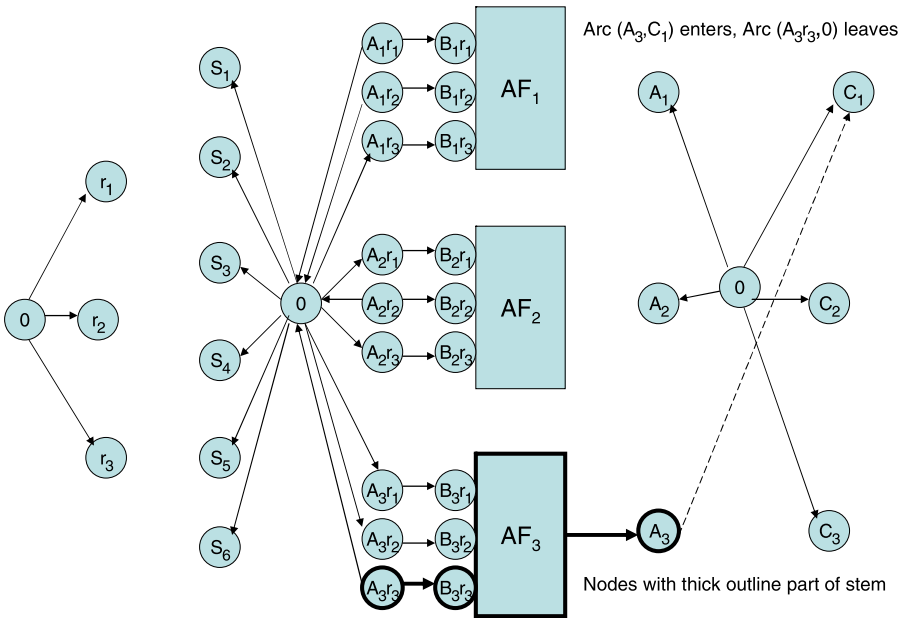 Arc (A3,C1) enters, Arc (A3r3,0) leaves
A1r1 B1r1
S1
A1r2 B1r2 AF1 A1 C1
A1r3 B1r3
S2
r1
S3 A2r1 B2r1
0 A2r2 B2r2 AF2 A2 0 C2
0 r2
S4 A2r3 B2r3
r3 S5
A3r1 B3r1
S6 A3r2 B3r2 AF3 A3 C3
A3r3 B3r3
Nodes with thick outline part of stem